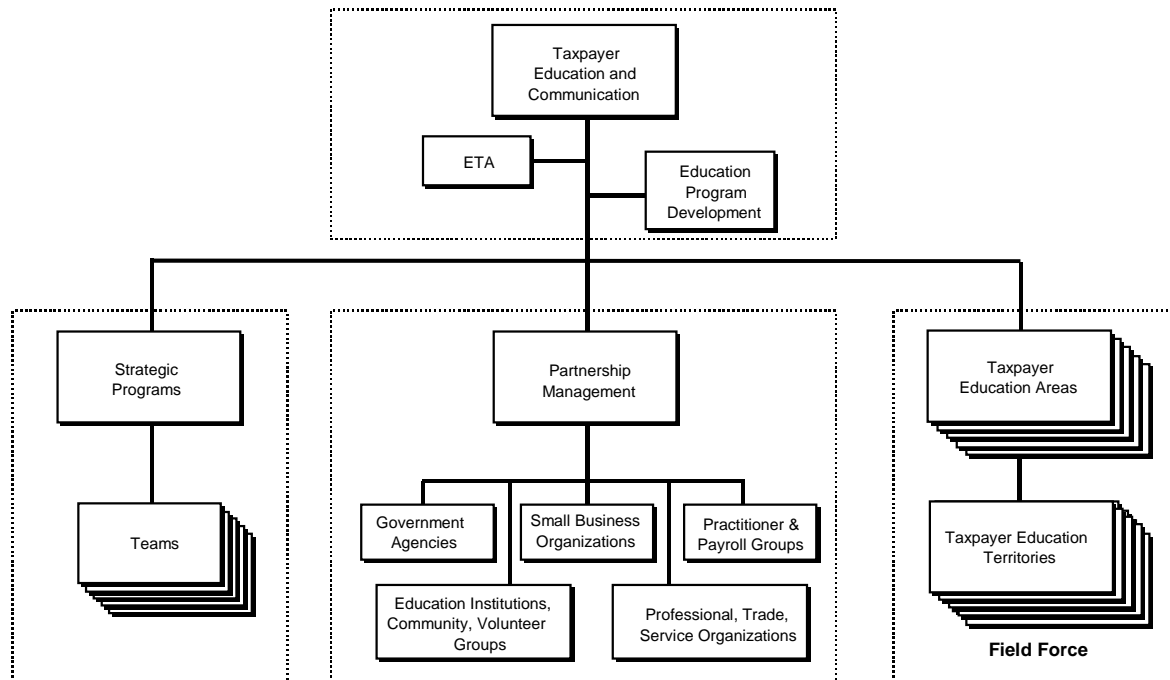 Taxpayer
Education and
Communication
ETA
Education
Program
Development
Strategic
Programs
Partnership
Management
Taxpayer
Education Areas
Teams
Government
Agencies
Small Business
Organizations
Practitioner &
Payroll Groups
Taxpayer Education
Territories
Education Institutions,
Community, Volunteer
Groups
Professional, Trade,
Service Organizations
Field Force